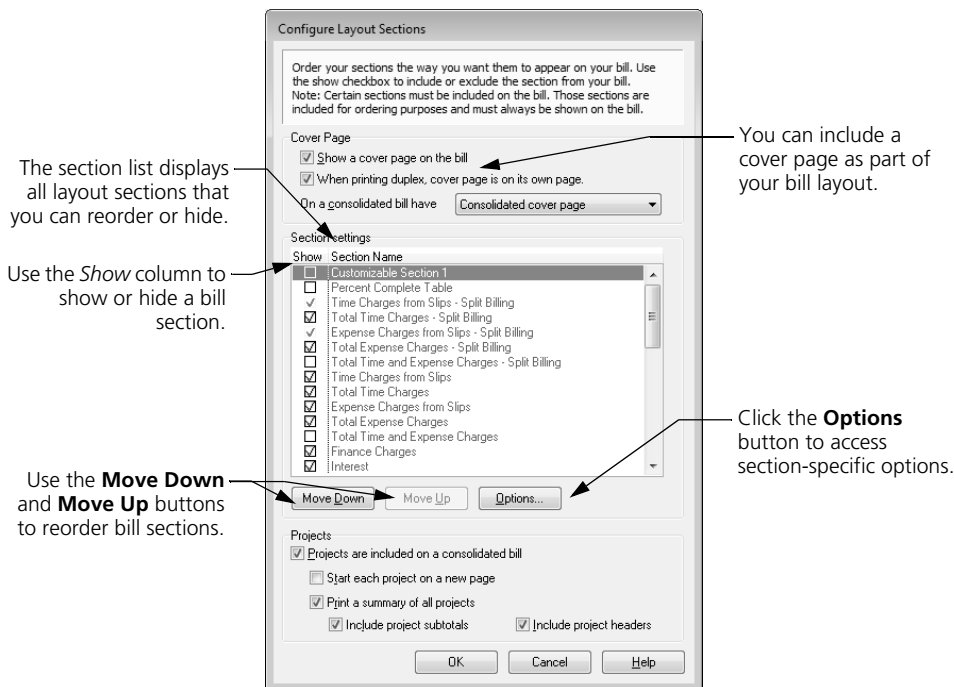 Configure Layout Sections
Order your sections the way you want them to appear on your bill. Use
the show checkbox to include or exclude the section from your bill.
Note: Certain sections must be included on the bill. Those sections are
included for ordering purposes and must always be shown on the bill.
Cover Page
Show a cover page on the bill
When printing duplex, cover page is on its own page.
On a consolidated bill have
Consolidated cover page
You can include a
cover page as part of
your bill layout.
The section list displays
all layout sections that
you can reorder or hide.
Section settings
Show Section Name
Use the Show column to
show or hide a bill
section.
Customizable Section 1
Percent Complete Table
Time Charges from Slips - Split Billing
Total Time Charges - Split Billing
Expense Charges from Slips - Split Billing
Total Expense Charges - Split Billing
Total Time and Expense Charges - Split Billing
Time Charges from Slips
Total Time Charges
Expense Charges from Slips
Total Expense Charges
Total Time and Expense Charges
Finance Charges
Interest
Click the Options
button to access
section-specific options.
Use the Move Down
and Move Up buttons
to reorder bill sections.
Move Down Move Up Options...
Projects
Projects are included on a consolidated bill
Start each project on a new page
Print a summary of all projects
Include project subtotals Include project headers
OK Cancel Help